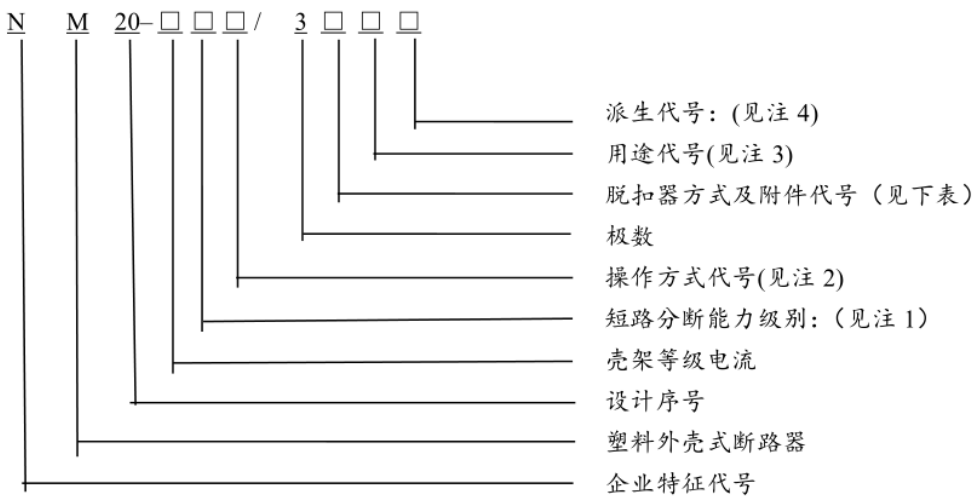 N M 20-□□□/ 3□□□
派生代号：(见注 4)
用途代号(见注 3)
脱扣器方式及附件代号（见下表）
极数
操作方式代号(见注 2)
短路分断能力级别：（见注 1）
壳架等级电流
设计序号
塑料外壳式断路器
企业特征代号